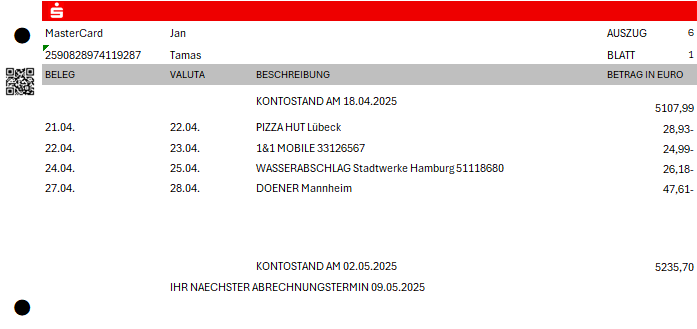 MasterCard Jan AUSZUG 6
2590828974119287 Tamas BLATT 1
BELEG VALUTA BESCHREIBUNG BETRAG IN EURO
KONTOSTAND AM 18.04.2025 5107,99
21.04. 22.04. PIZZA HUT Lübeck 28,93-
22.04. 23.04. 1&1 MOBILE 33126567 24,99-
24.04. 25.04. WASSERABSCHLAG Stadtwerke Hamburg 51118680 26,18-
27.04. 28.04. DOENER Mannheim 47,61-
KONTOSTAND AM 02.05.2025 5235,70
IHR NAECHSTER ABRECHNUNGSTERMIN 09.05.2025